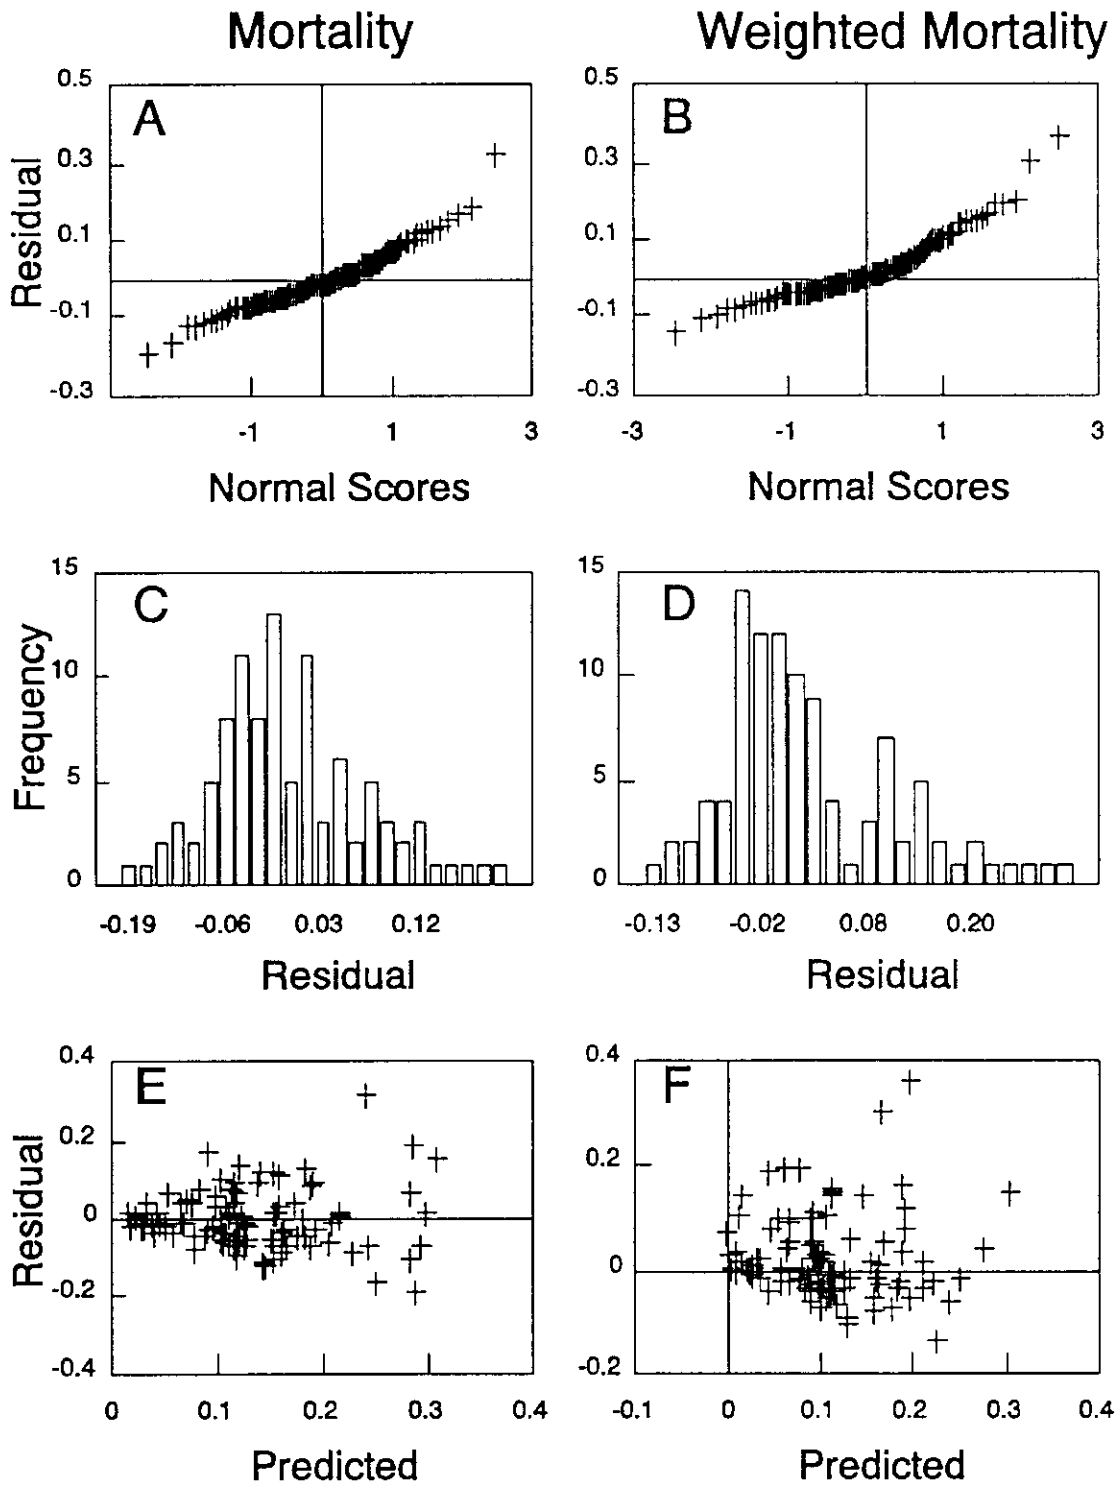 Mortality Weighted Mortality
0.5 0.5
A B
0.3 0.3
Residual
0.1 0.1
-0.1 -0.1
-0.3 -0.3
-1 1 3 -3 -1 1 3
Normal Scores Normal Scores
15 15
C D
Frequency
10 10
5 5
0 0
-0.19 -0.06 0.03 0.12 -0.13 -0.02 0.08 0.20
Residual Residual
0.4 0.4
E F
Residual
0.2 0.2
0 0
-0.2
-0.4 -0.2
0 0.1 0.2 0.3 0.4 -0.1 0 0.1 0.2 0.3 0.4
Predicted Predicted